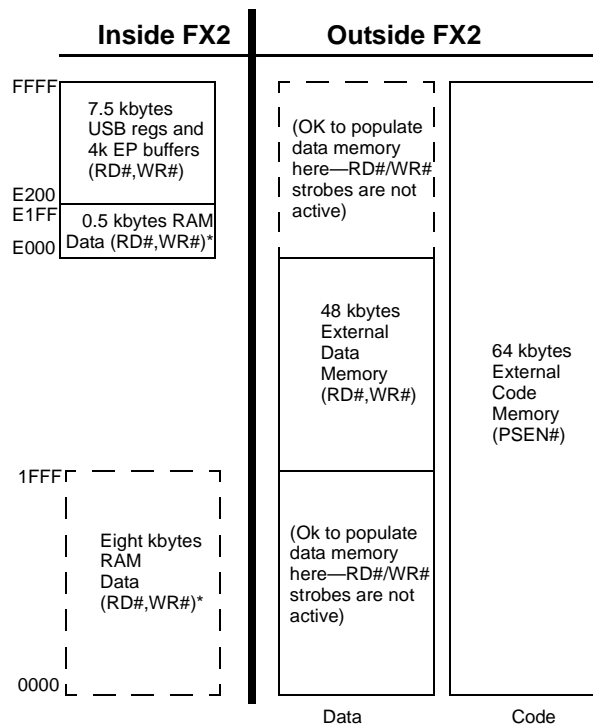 Inside FX2
Outside FX2
FFFF
7.5 kbytes
USB regs and
4k EP buffers
(RD#,WR#)
E200
E1FF
0.5 kbytes RAM
Data (RD#,WR#)*
E000
(OK to populate
data memory
here—RD#/WR#
strobes are not
active)
48 kbytes
External
Data
Memory
(RD#,WR#)
64 kbytes
External
Code
Memory
(PSEN#)
1FFF
Eight kbytes
RAM
Data
(RD#,WR#)*
(Ok to populate
data memory
here—RD#/WR#
strobes are not
active)
0000
Data
Code